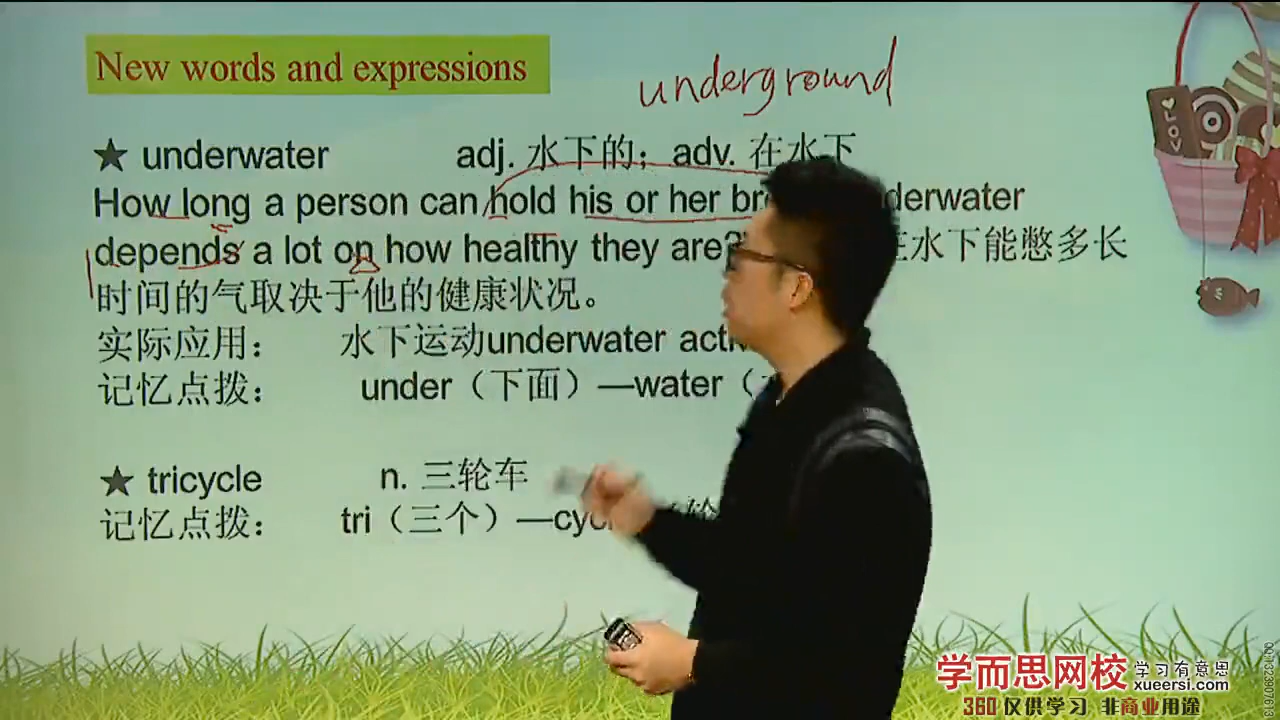 New words and expressions
underground
★ underwater adj. 水下的；adv. 在水下
How long a person can hold his or her
depends a lot on how healthy they are? 在水下能憋多长
时间的气取决于他的健康状况。
实际应用： 水下运动underwater
记忆点拨： under（下面）—water（
★ tricycle n. 三轮车
记忆点拨： tri（三个）—
LOV
学而思网校 学习有意思
xueersi.com
360 仅供学习 非商业用途